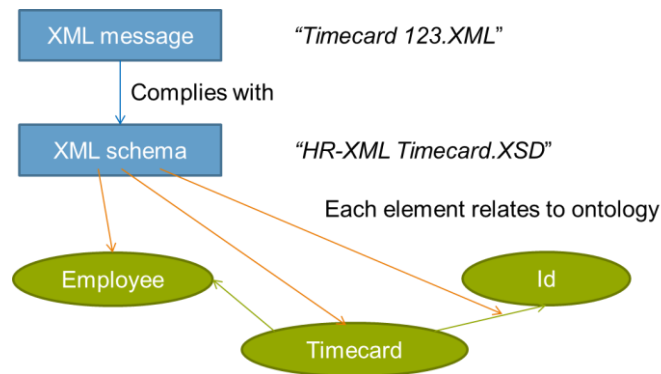 XML message
“Timecard 123.XML”
Complies with
XML schema
“HR-XML Timecard.XSD”
Each element relates to ontology
Employee
Id
Timecard